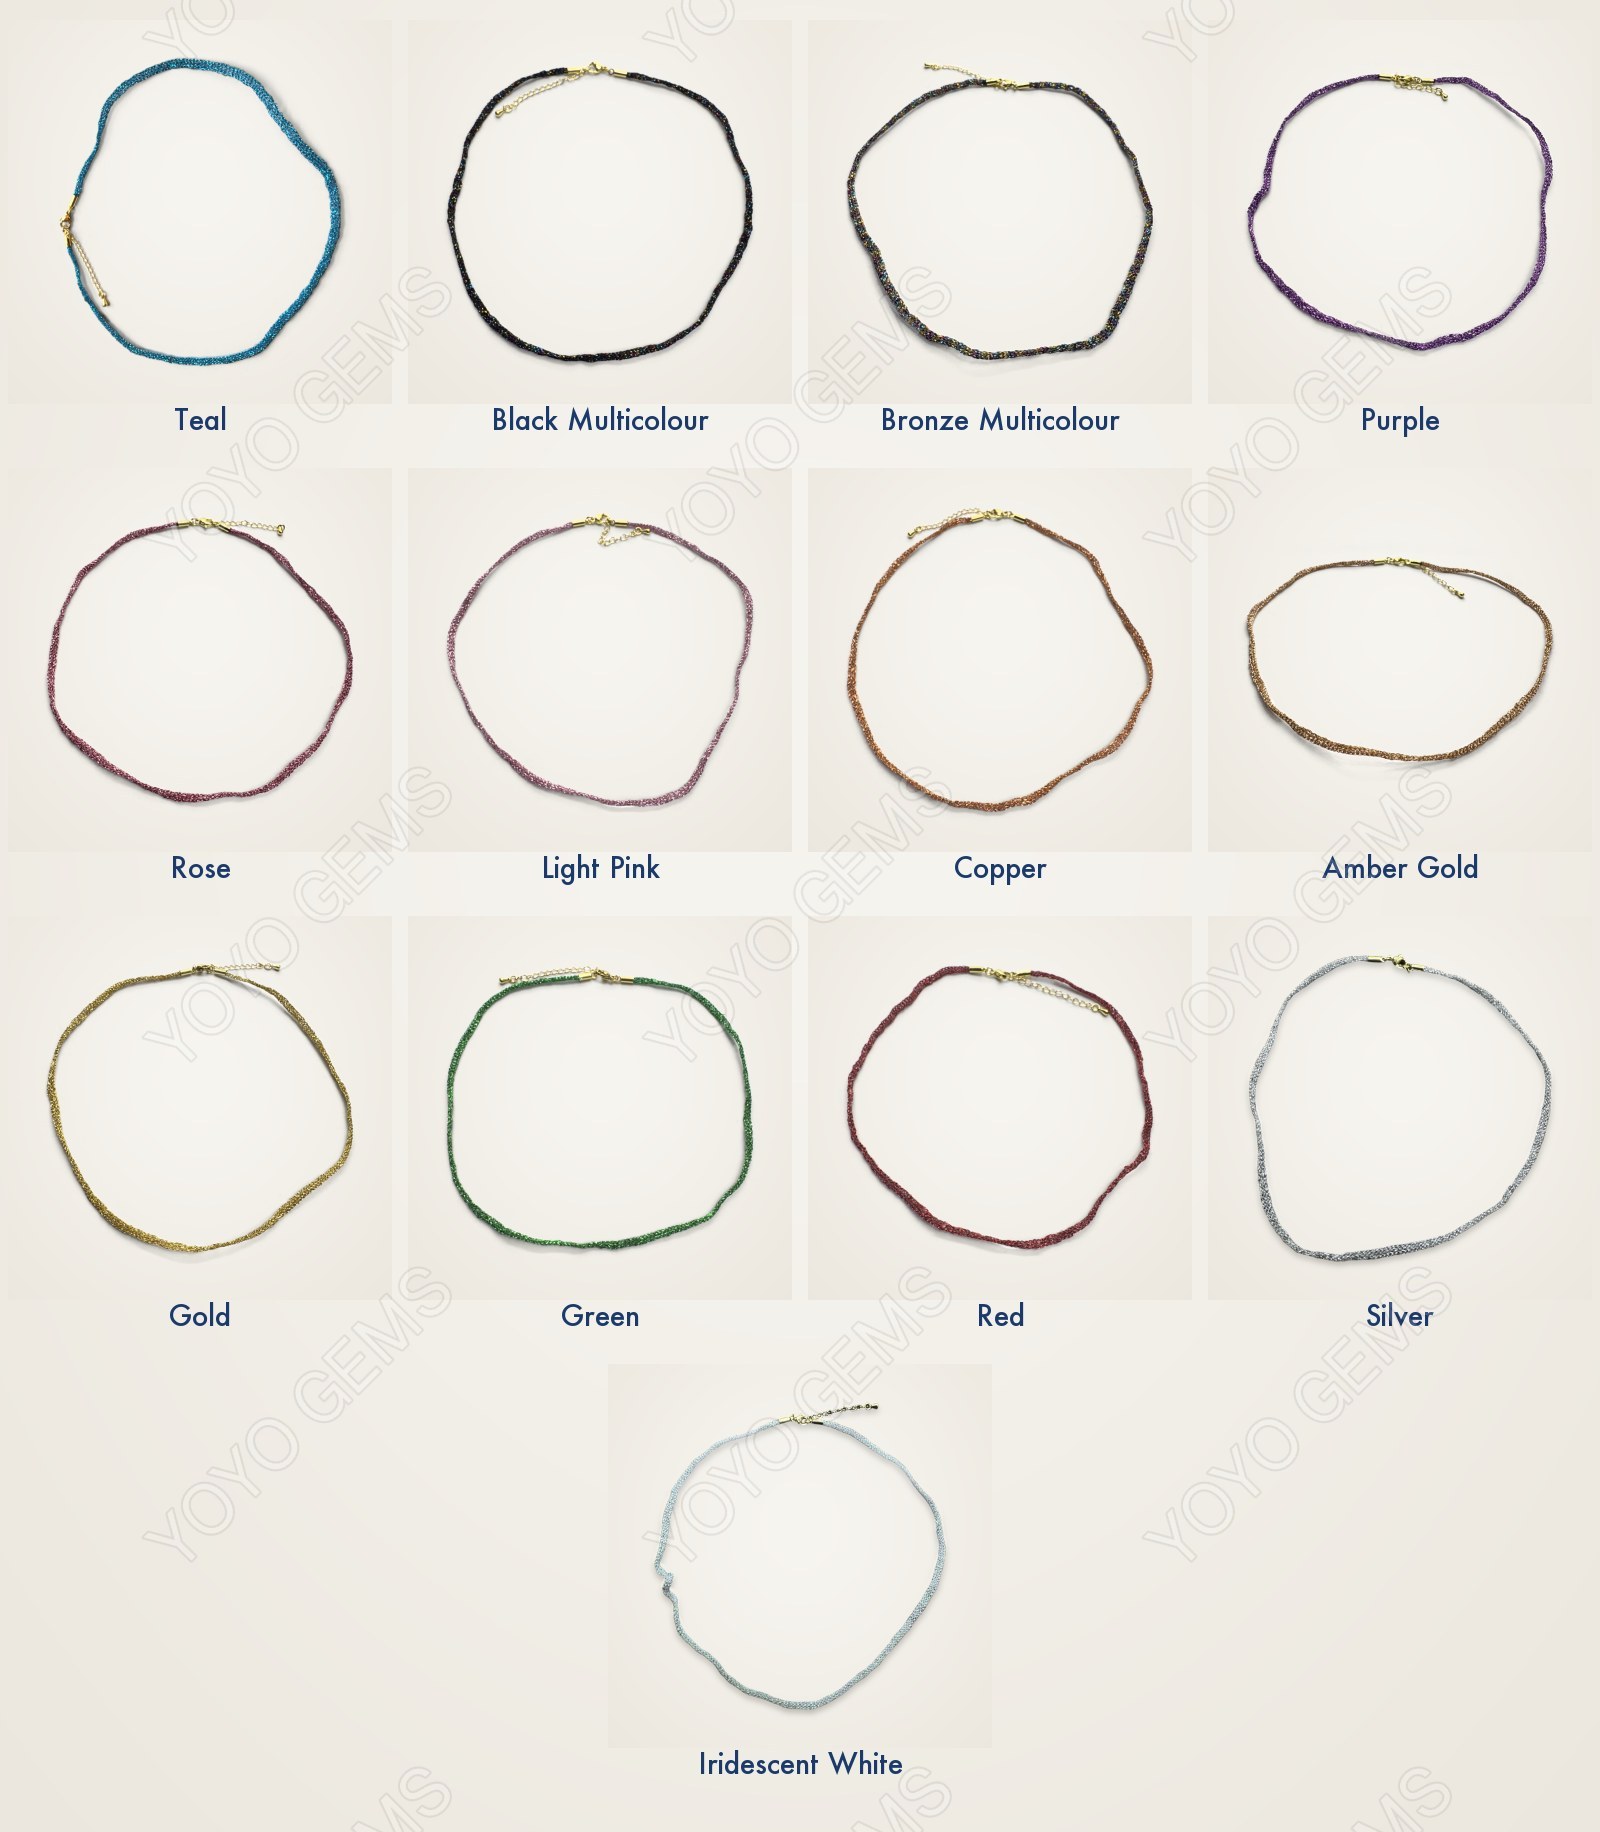 Teal
Black Multicolour
Bronze Multicolour
Purple
Rose
Light Pink
Copper
Amber Gold
Gold
Green
Red
Silver
Iridescent White
YOYO GEMS